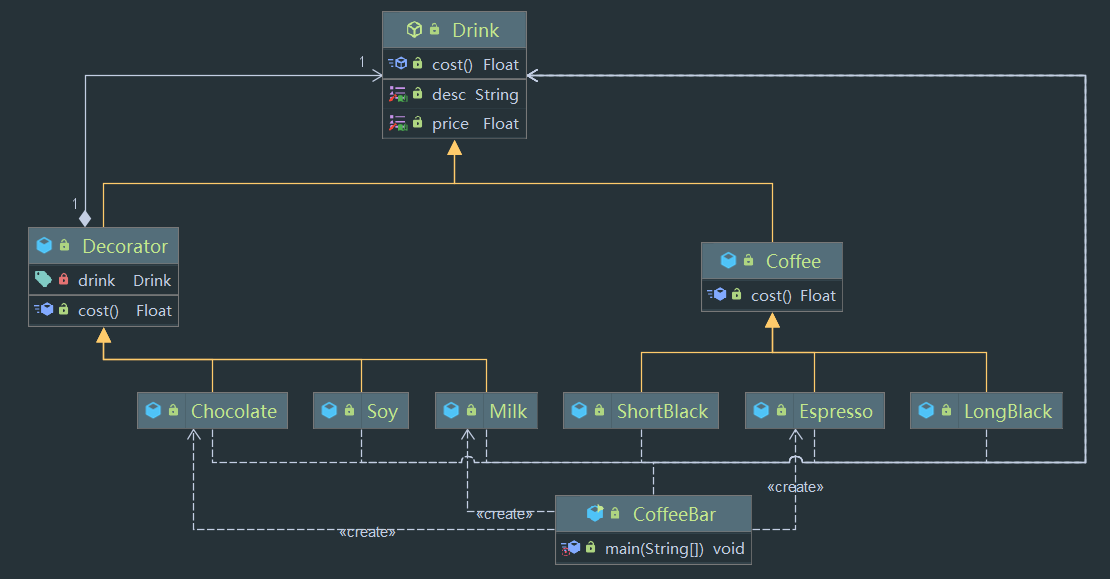 Drink
cost() Float
desc String
price Float
1
1
Decorator
drink Drink
cost() Float
Coffee
cost() Float
Chocolate
Soy
Milk
ShortBlack
Espresso
LongBlack
«create»
«create»
«create»
CoffeeBar
main(String[]) void